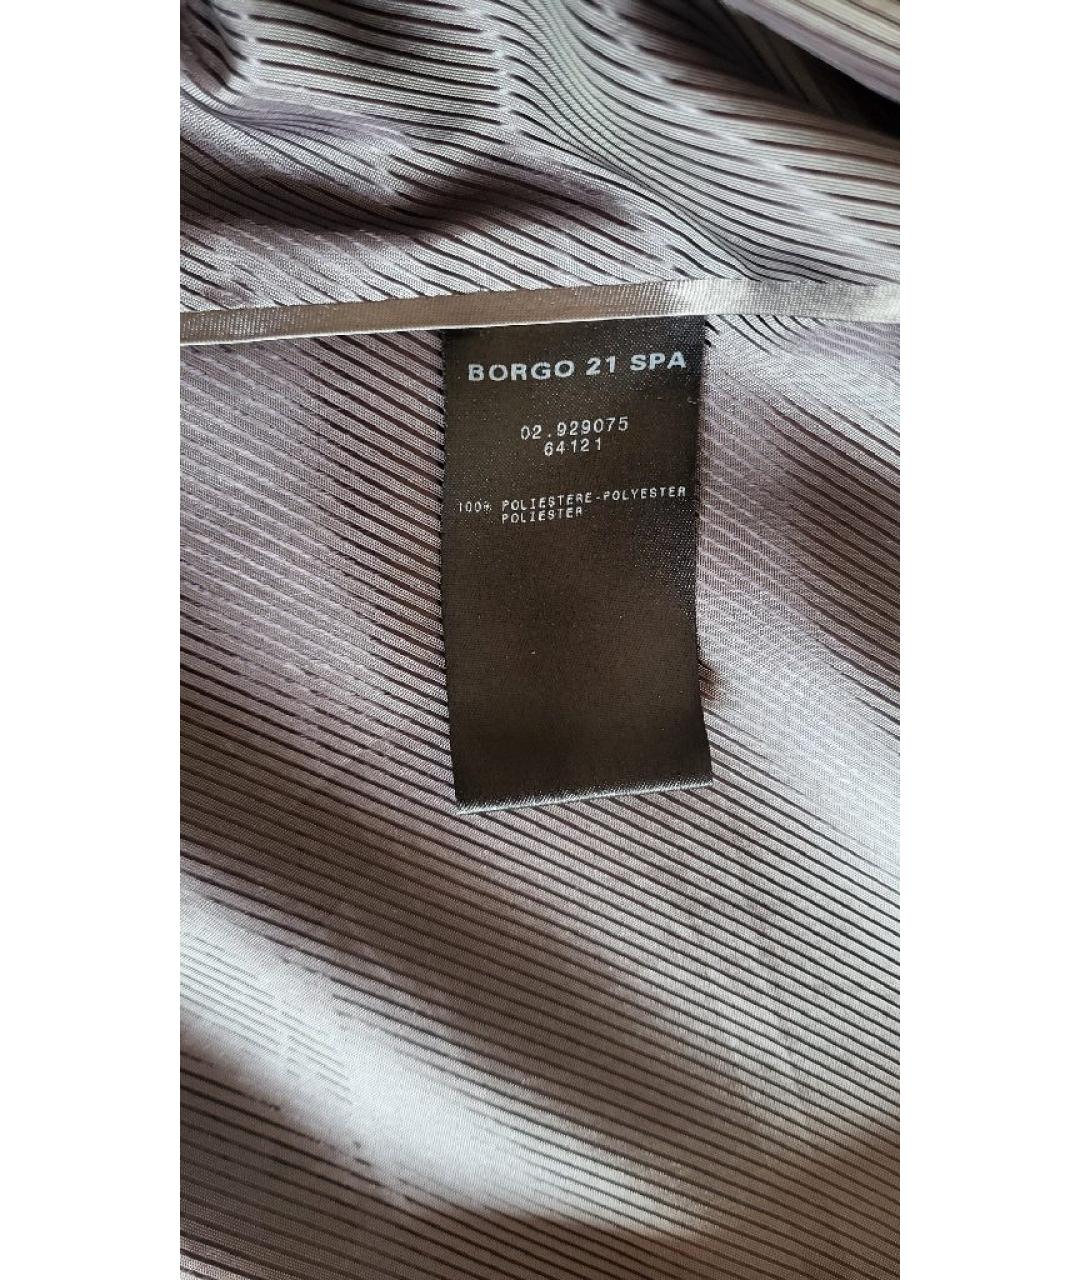 BORGO 21 SPA
02.929075
64121
100% POLIESTERE-POLYESTER
POLIESTER